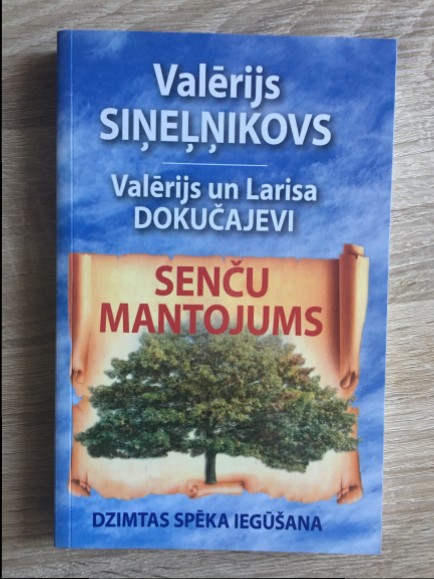 Valērijs
SIŅEĻŅIKOVS
Valērijs un Larisa
DOKUČAJEVI
SENČU
MANTOJUMS
DZIMTAS SPĒKA IEGŪŠANA